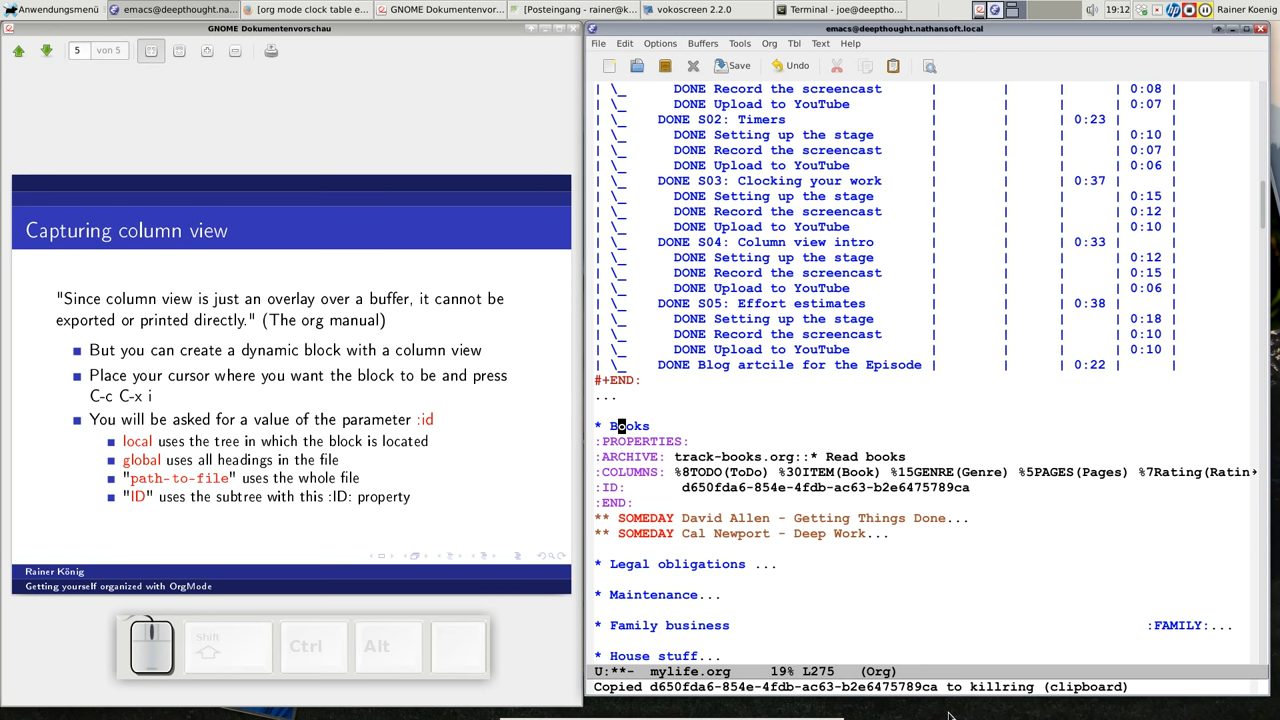 Anwendungsmenü
emacs@deepthought.nathansoft.local
emacs@deepthou...
[org mode clock table e...
GNOME Dokumentenvor...
[Posteingang - rainer@k...
vokoscreen 2.2.0
Terminal - joe@deeptho...
19:12
Rainer Koenig
GNOME Dokumentenvorschau
5 von 5
Capturing column view
"Since column view is just an overlay over a buffer, it cannot be
exported or printed directly." (The org manual)
But you can create a dynamic block with a column view
Place your cursor where you want the block to be and press
C-c C-x i
You will be asked for a value of the parameter :id
local uses the tree in which the block is located
global uses all headings in the file
"path-to-file" uses the whole file
"ID" uses the subtree with this :ID: property
Rainer König
Getting yourself organized with OrgMode
Shift
Ctrl
Alt
File Edit Options Buffers Tools Org Tbl Text Help
Save Undo
| \_ DONE Record the screencast | | | 0:08 |
| \_ DONE Upload to YouTube | | | 0:07 |
| \_ DONE S02: Timers | | 0:23 | |
| \_ DONE Setting up the stage | | | 0:10 |
| \_ DONE Record the screencast | | | 0:07 |
| \_ DONE Upload to YouTube | | | 0:06 |
| \_ DONE S03: Clocking your work | | 0:37 | |
| \_ DONE Setting up the stage | | | 0:15 |
| \_ DONE Record the screencast | | | 0:12 |
| \_ DONE Upload to YouTube | | | 0:10 |
| \_ DONE S04: Column view intro | | 0:33 | |
| \_ DONE Setting up the stage | | | 0:12 |
| \_ DONE Record the screencast | | | 0:15 |
| \_ DONE Upload to YouTube | | | 0:06 |
| \_ DONE S05: Effort estimates | | 0:38 | |
| \_ DONE Setting up the stage | | | 0:18 |
| \_ DONE Record the screencast | | | 0:10 |
| \_ DONE Upload to YouTube | | | 0:10 |
| \_ DONE Blog artcile for the Episode | | 0:22 | |
#+END:
...
* Books
:PROPERTIES:
:ARCHIVE: track-books.org::* Read books
:COLUMNS: %8TODO(ToDo) %30ITEM(Book) %15GENRE(Genre) %5PAGES(Pages) %7Rating(Ratin
:ID: d650fda6-854e-4fdb-ac63-b2e6475789ca
:END:
** SOMEDAY David Allen - Getting Things Done...
** SOMEDAY Cal Newport - Deep Work...
* Legal obligations ...
* Maintenance...
* Family business :FAMILY:...
* House stuff...
U:**- mylife.org 19% L275 (Org)
Copied d650fda6-854e-4fdb-ac63-b2e6475789ca to killring (clipboard)